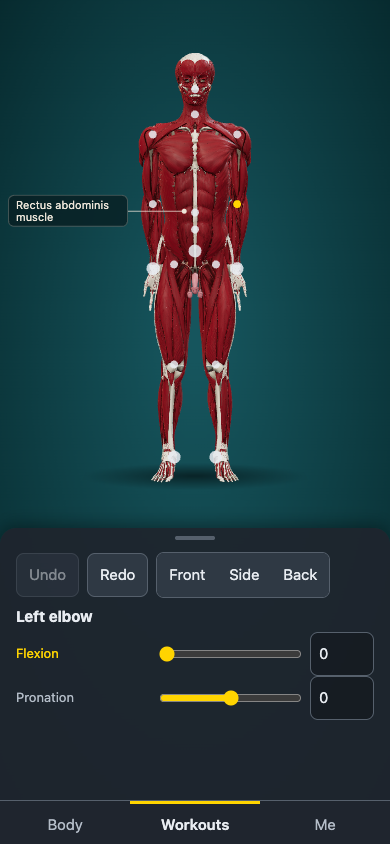 Rectus abdominis
muscle
Undo
Redo
Front
Side
Back
Left elbow
Flexion
0
Pronation
0
Body
Workouts
Me